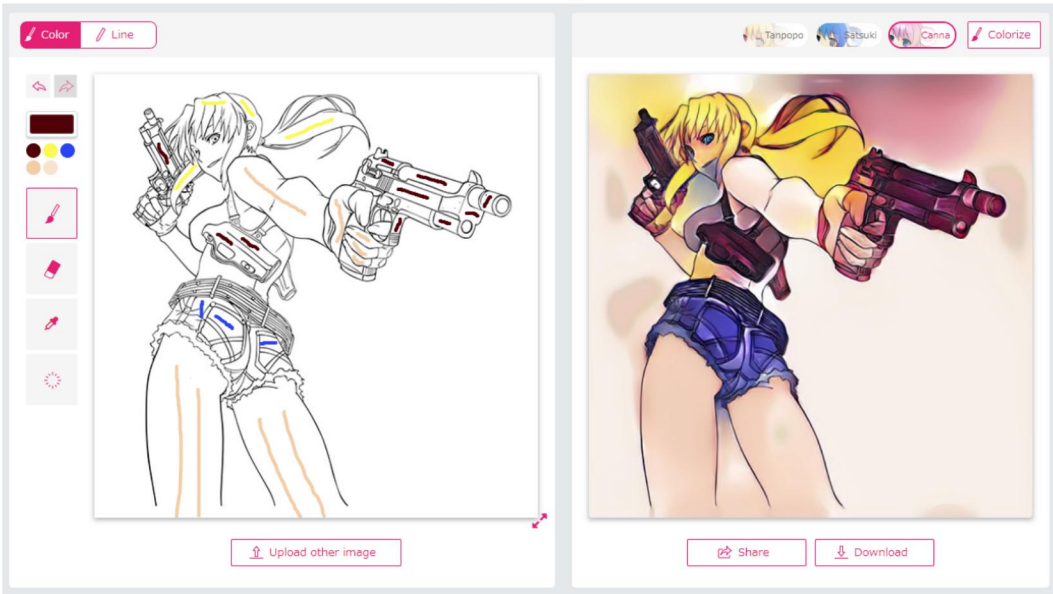 Color
Line
Tanpopo
Satsuki
Canna
Colorize
Upload other image
Share
Download